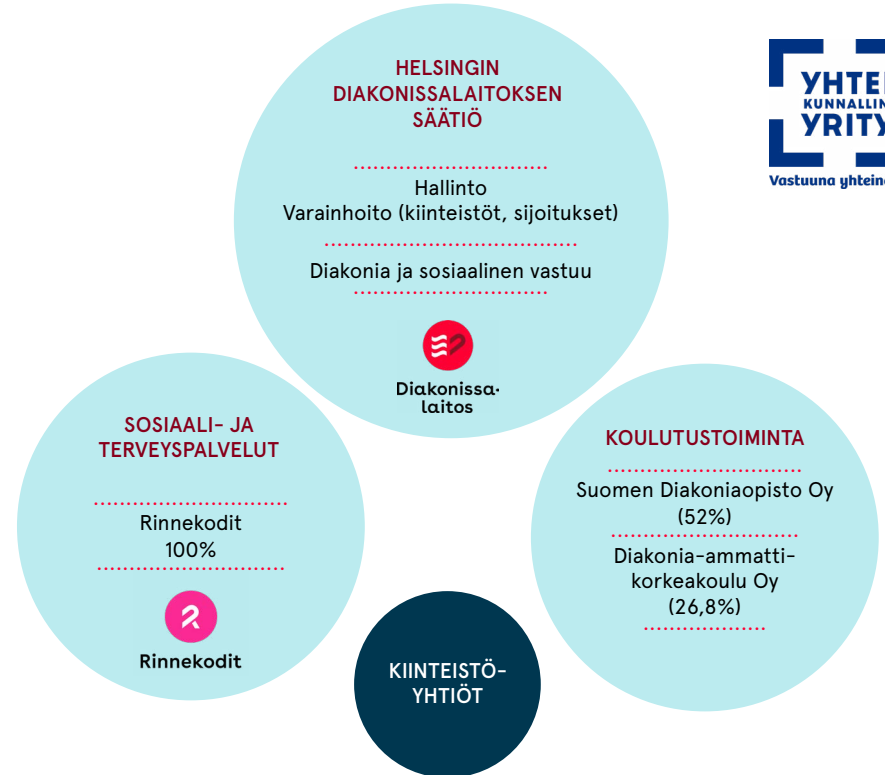 HELSINGIN
DIAKONISSALAITOKSEN
SÄÄTIÖ
Hallinto
Varainhoito (kiinteistöt, sijoitukset)
Diakonia ja sosiaalinen vastuu
Diakonissa-
laitos
Vastuuna
SOSIAALI- JA
TERVEYSPALVELUT
Rinnekodit
100%
Rinnekodit
KOULUTUSTOIMINTA
Suomen Diakoniaopisto Oy
(52%)
Diakonia-ammatti-
korkeakoulu Oy
(26,8%)
KIINTEISTÖ-
YHTIÖT